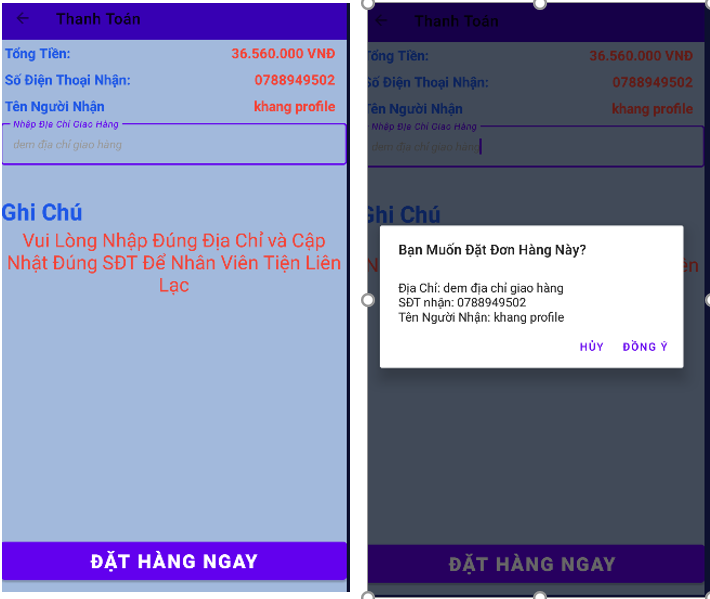 Thanh Toán
Tổng Tiền: 36.560.000 VNĐ
Số Điện Thoại Nhận: 0788949502
Tên Người Nhận khang profile
Nhập Địa Chỉ Giao Hàng
dem địa chỉ giao hàng
Ghi Chú
Vui Lòng Nhập Đúng Địa Chỉ và Cập
Nhật Đúng SĐT Để Nhân Viên Tiện Liên
Lạc
ĐẶT HÀNG NGAY
Thanh Toán
Tổng Tiền: 36.560.000 VNĐ
Số Điện Thoại Nhận: 0788949502
Tên Người Nhận khang profile
Nhập Địa Chỉ Giao Hàng
dem địa chỉ giao hàng
Ghi Chú
Bạn Muốn Đặt Đơn Hàng Này?
Địa Chỉ: dem địa chỉ giao hàng
SĐT nhận: 0788949502
Tên Người Nhận: khang profile
HỦY ĐỒNG Ý
ĐẶT HÀNG NGAY